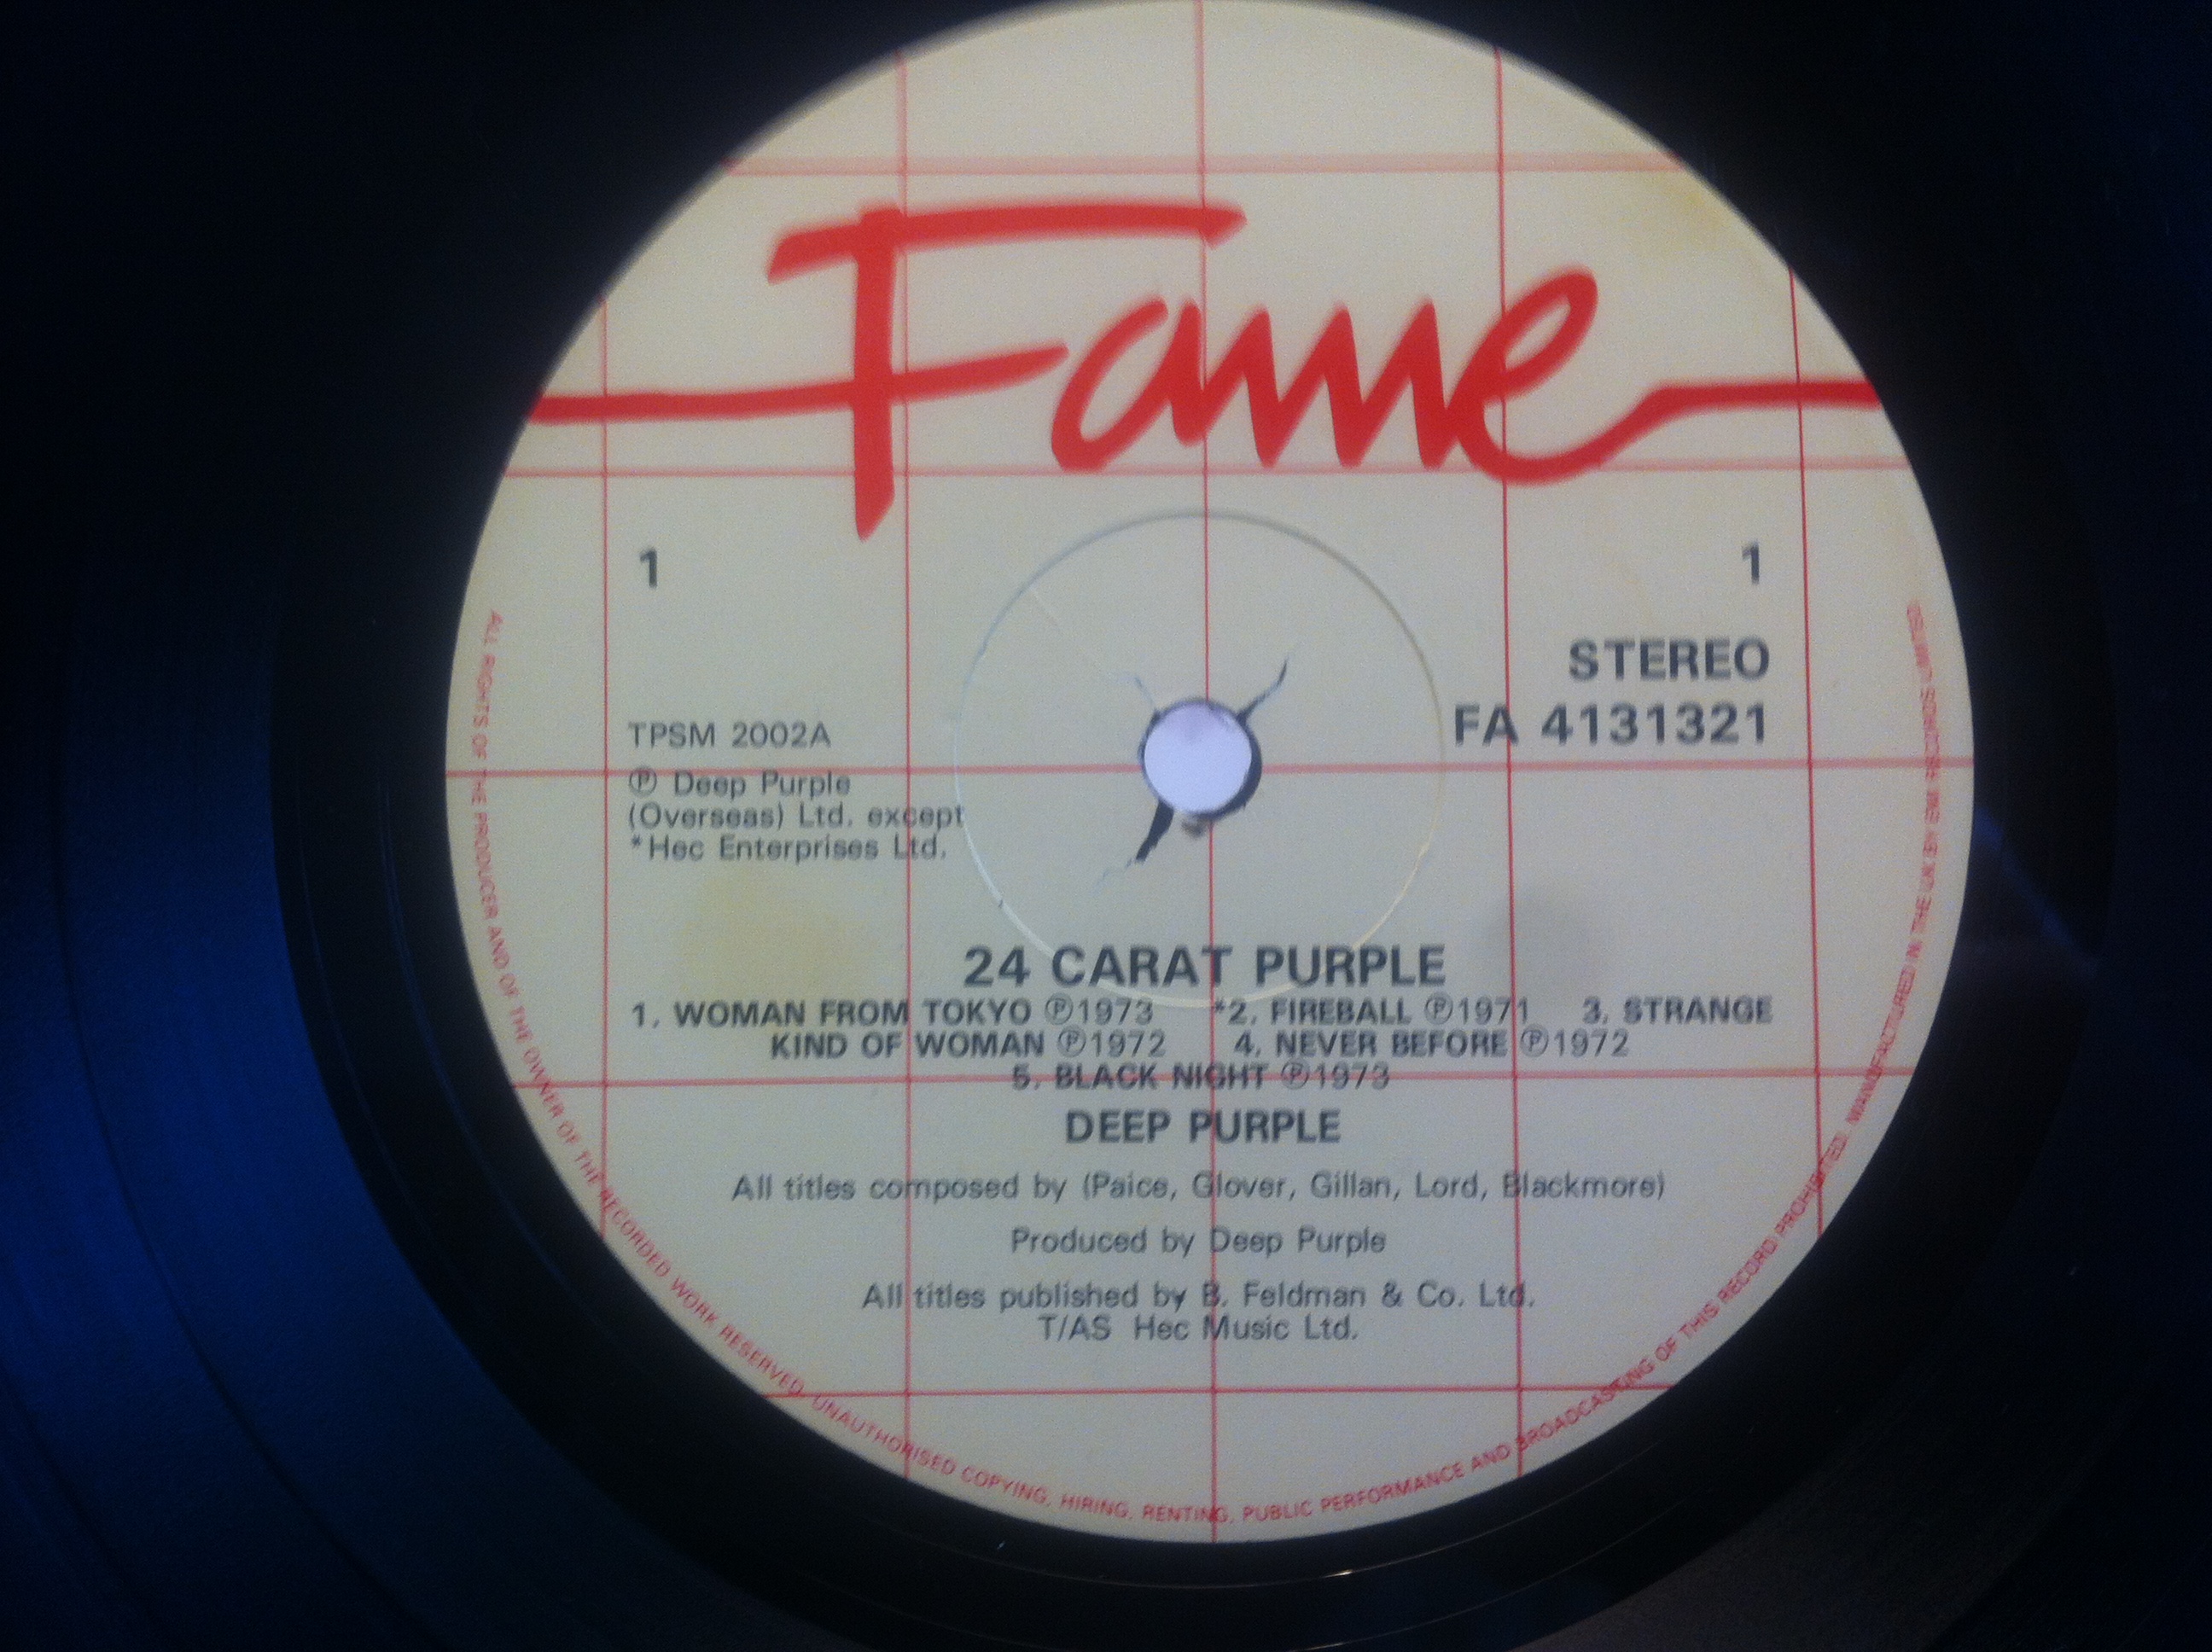 Fame
1 1
STEREO
FA 4131321
TPSM 2002A
Ⓟ Deep Purple
(Overseas) Ltd. except
*Hec Enterprises Ltd.
24 CARAT PURPLE
1. WOMAN FROM TOKYO Ⓟ1973 *2. FIREBALL Ⓟ1971 3. STRANGE
KIND OF WOMAN Ⓟ1972 4. NEVER BEFORE Ⓟ1972
5. BLACK NIGHT Ⓟ1973
DEEP PURPLE
All titles composed by (Paice, Glover, Gillan, Lord, Blackmore)
Produced by Deep Purple
All titles published by B. Feldman & Co. Ltd.
T/AS Hec Music Ltd.
ALL RIGHTS OF THE PRODUCER AND OF THE OWNER OF THE RECORDED WORK RESERVED. UNAUTHORISED COPYING, HIRING, RENTING, PUBLIC PERFORMANCE AND BROADCASTING OF THIS RECORD PROHIBITED. MANUFACTURED IN THE UK BY EMI RECORDS LIMITED